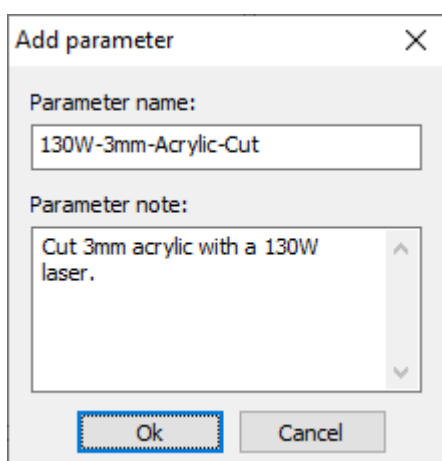 Add parameter
Parameter name:
130W-3mm-Acrylic-Cut
Parameter note:
Cut 3mm acrylic with a 130W
laser.
Ok
Cancel